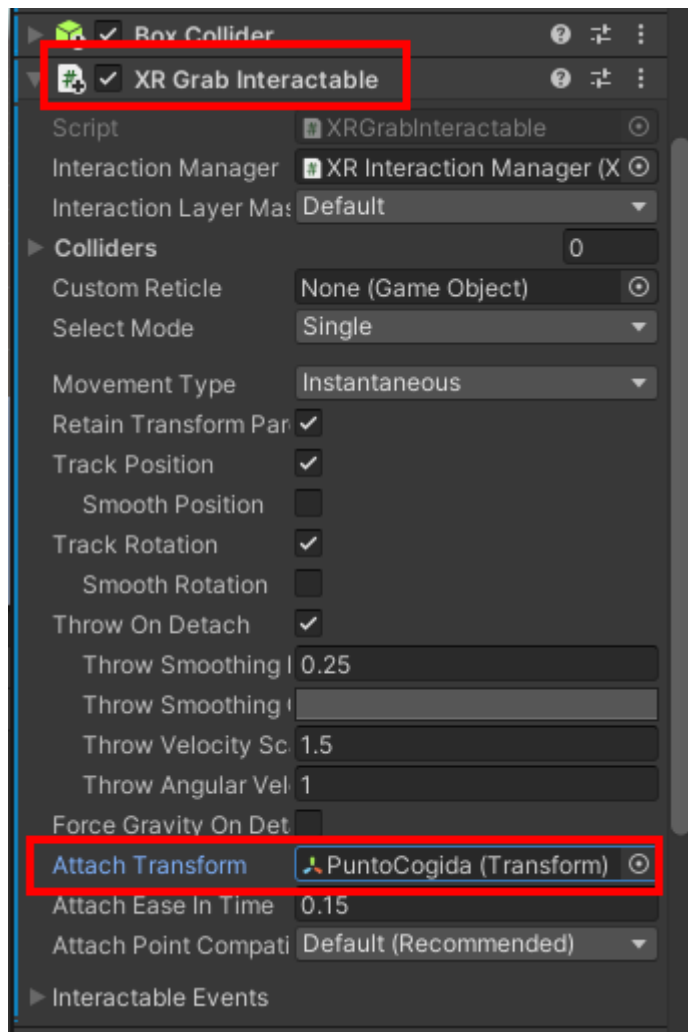 Box Collider
XR Grab Interactable
Script XRGrabInteractable
Interaction Manager XR Interaction Manager (X
Interaction Layer Mas Default
Colliders 0
Custom Reticle None (Game Object)
Select Mode Single
Movement Type Instantaneous
Retain Transform Par
Track Position
Smooth Position
Track Rotation
Smooth Rotation
Throw On Detach
Throw Smoothing 0.25
Throw Smoothing
Throw Velocity Sc 1.5
Throw Angular Vel 1
Force Gravity On Det
Attach Transform PuntoCogida (Transform)
Attach Ease In Time 0.15
Attach Point Compati Default (Recommended)
Interactable Events